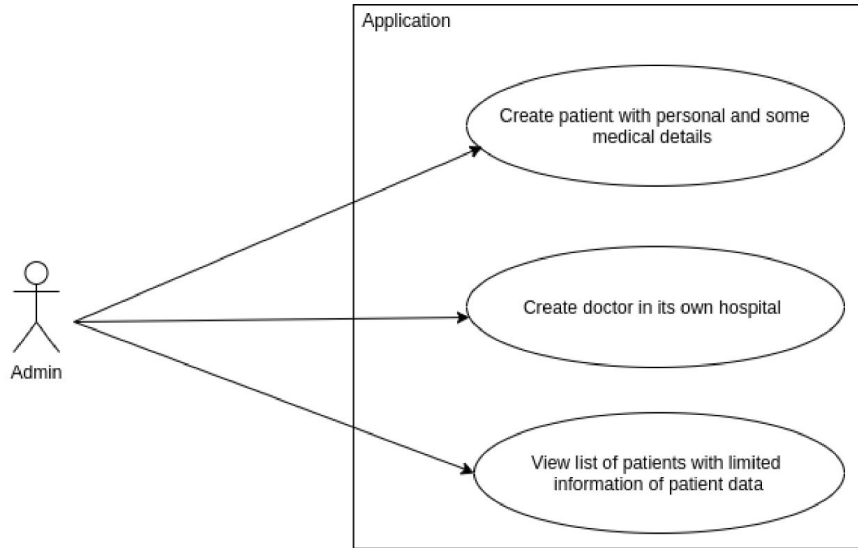 Application
Create patient with personal and some
medical details
Create doctor in its own hospital
Admin
View list of patients with limited
information of patient data